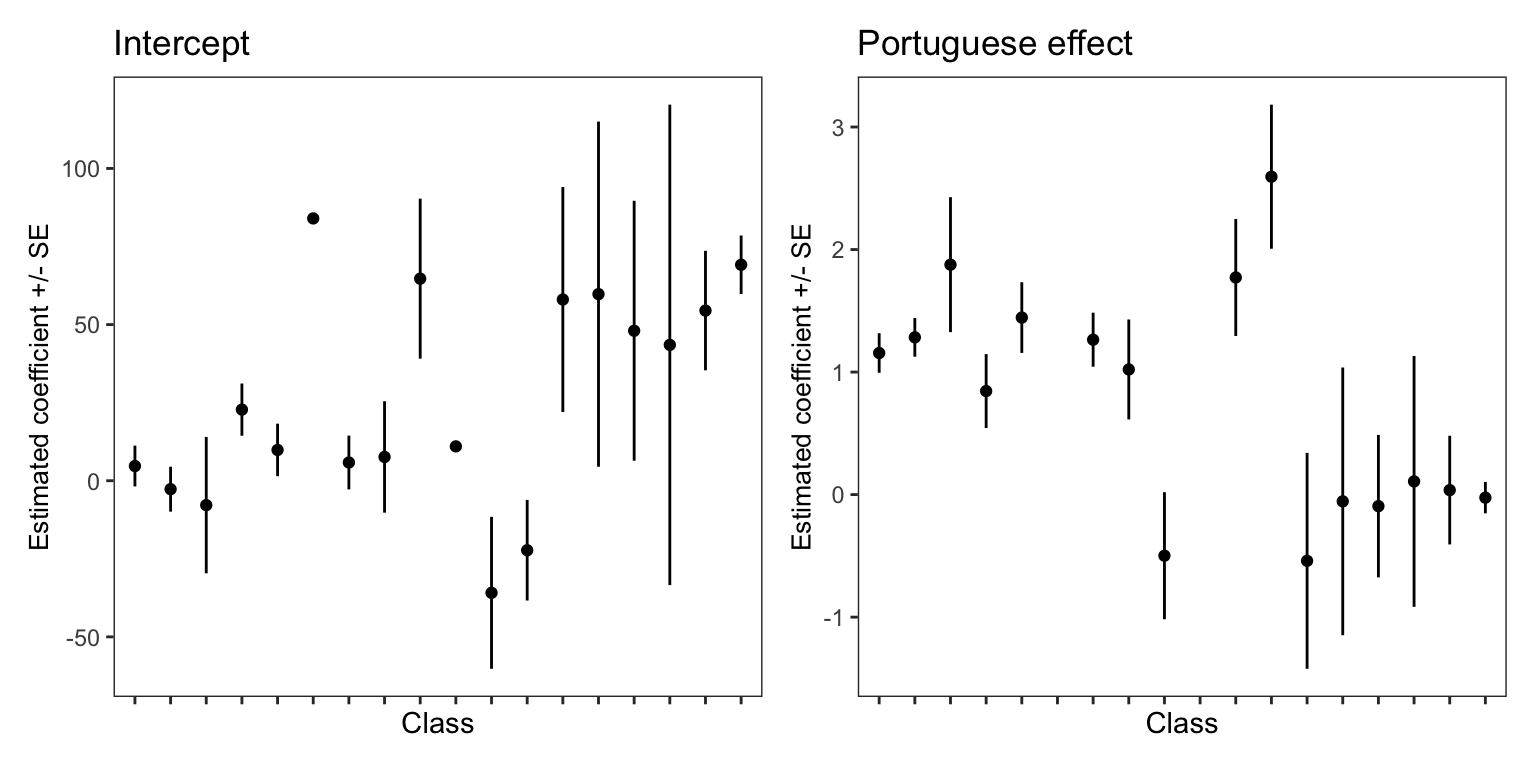 Intercept
Estimated coefficient +/- SE
100
50
0
-50
Class
Portuguese effect
Estimated coefficient +/- SE
3
2
1
0
-1
Class